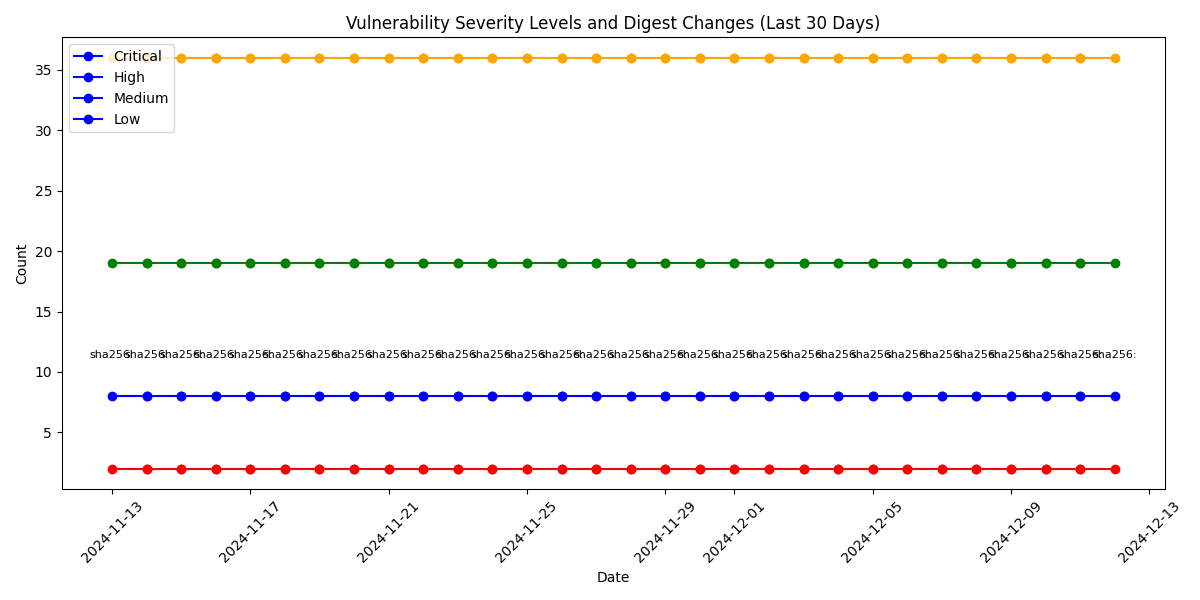 Vulnerability Severity Levels and Digest Changes (Last 30 Days)
Critical
High
Medium
Low
35
30
25
20
15
10
5
Count
sha256: sha256: sha256: sha256: sha256: sha256: sha256: sha256: sha256: sha256: sha256: sha256: sha256: sha256: sha256: sha256: sha256: sha256: sha256: sha256: sha256: sha256: sha256: sha256: sha256: sha256: sha256: sha256: sha256: sha256:
2024-11-13
2024-11-17
2024-11-21
2024-11-25
2024-11-29
2024-12-01
2024-12-05
2024-12-09
2024-12-13
Date